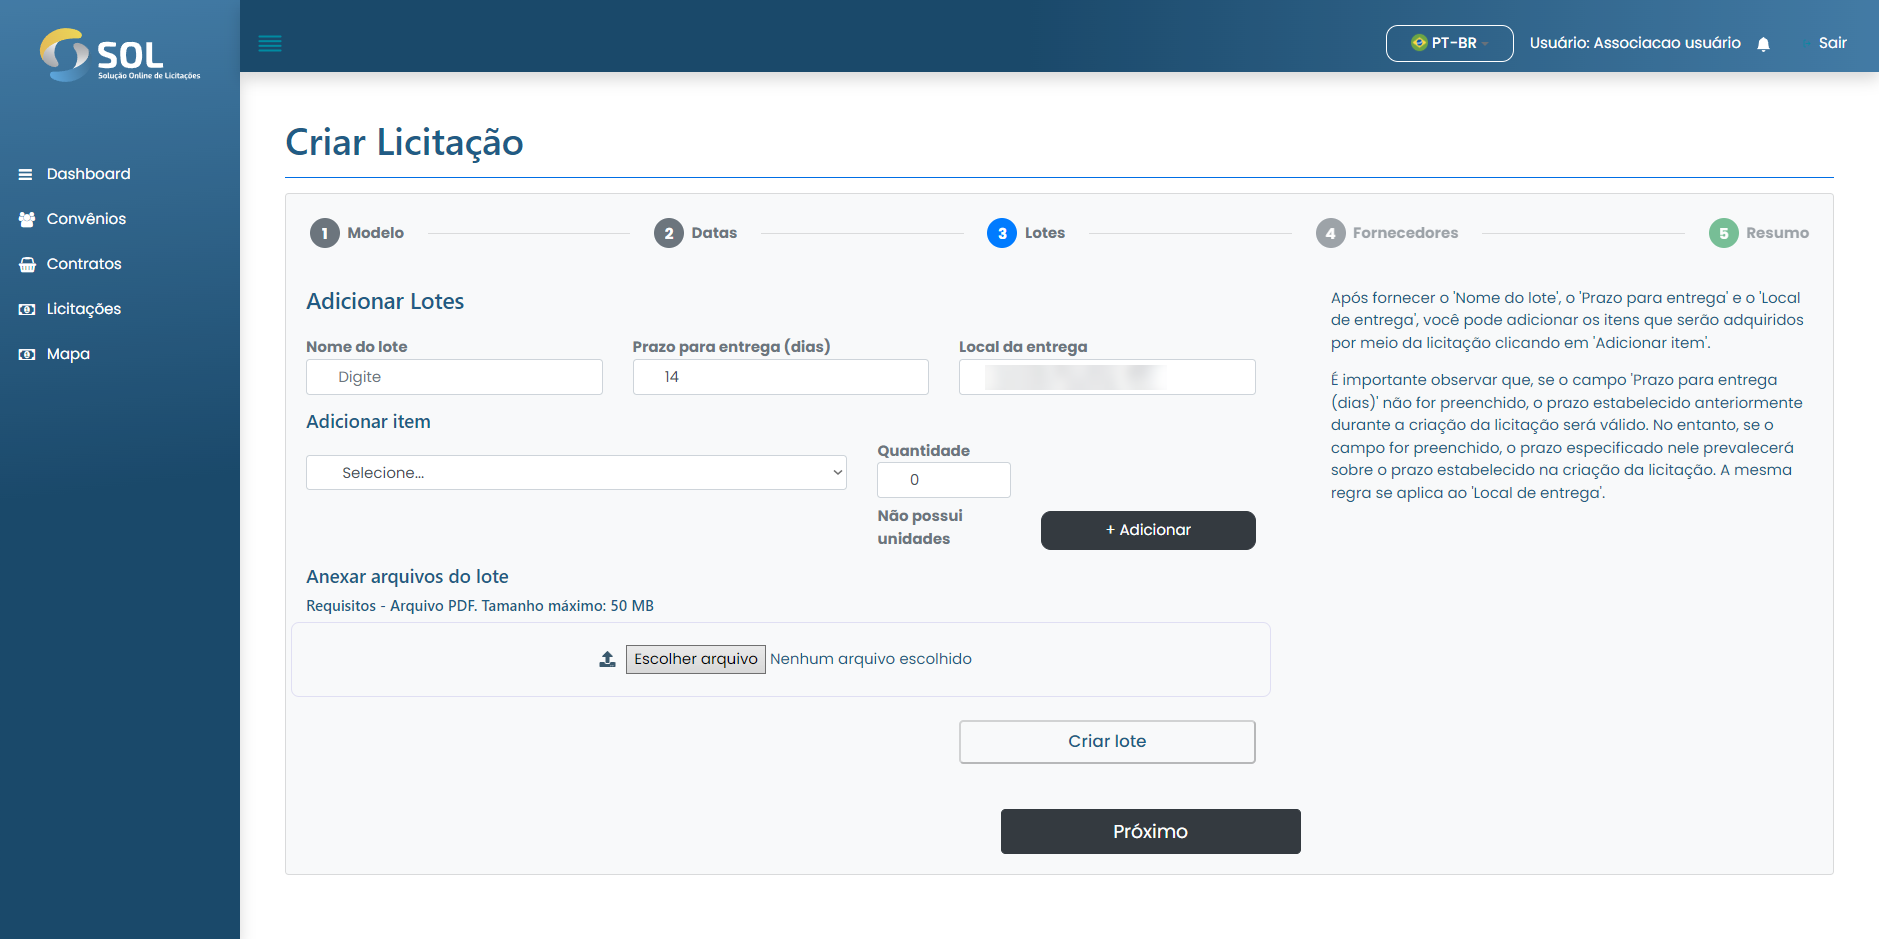 SOL
Solução Online de Licitações
PT-BR
Usuário: Associacao usuário
Sair
Dashboard
Convênios
Contratos
Licitações
Mapa
Criar Licitação
1 Modelo
2 Datas
3 Lotes
4 Fornecedores
5 Resumo
Adicionar Lotes
Nome do lote
Prazo para entrega (dias)
Local da entrega
Digite
14
Adicionar item
Selecione...
Quantidade
0
Não possui
unidades
+ Adicionar
Anexar arquivos do lote
Requisitos - Arquivo PDF. Tamanho máximo: 50 MB
Escolher arquivo Nenhum arquivo escolhido
Criar lote
Próximo
Após fornecer o 'Nome do lote', o 'Prazo para entrega' e o 'Local
de entrega', você pode adicionar os itens que serão adquiridos
por meio da licitação clicando em 'Adicionar item'.
É importante observar que, se o campo 'Prazo para entrega
(dias)' não for preenchido, o prazo estabelecido anteriormente
durante a criação da licitação será válido. No entanto, se o
campo for preenchido, o prazo especificado nele prevalecerá
sobre o prazo estabelecido na criação da licitação. A mesma
regra se aplica ao 'Local de entrega'.